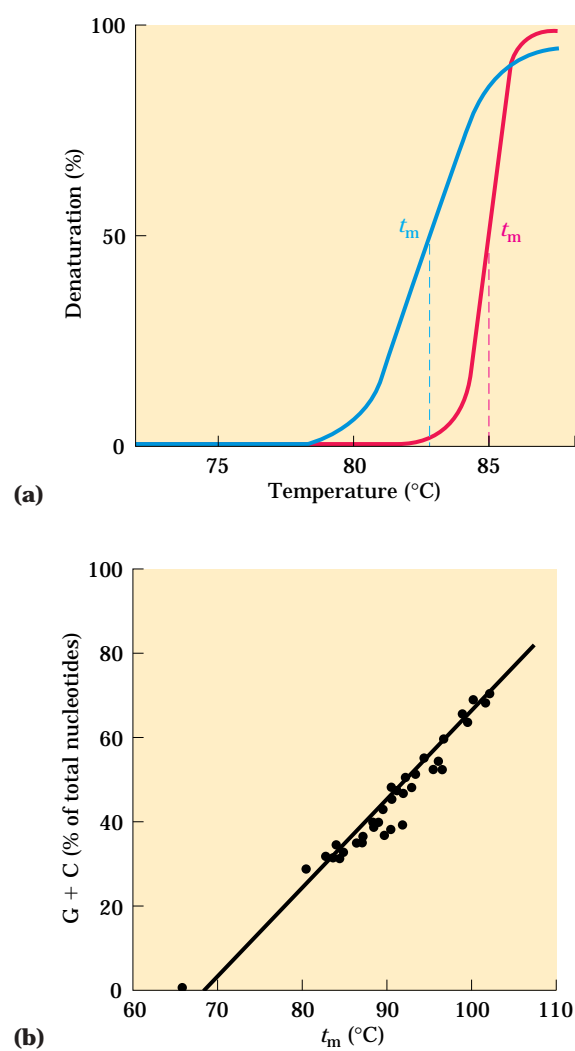 100
50
0
Denaturation (%)
tm
tm
75
80
85
Temperature (°C)
(a)
100
80
60
40
20
0
G + C (% of total nucleotides)
60
70
80
90
100
110
tm (°C)
(b)